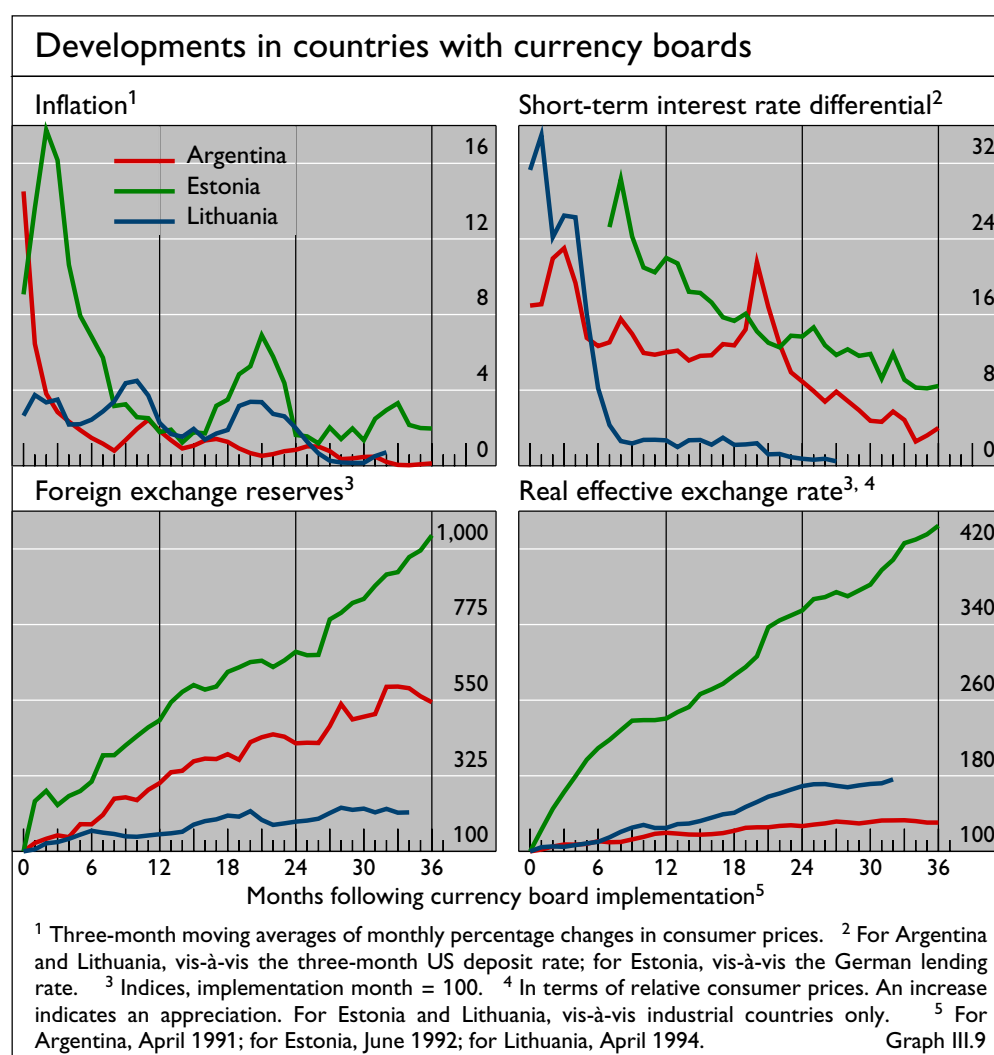 Developments in countries with currency boards
Inflation¹
Short-term interest rate differential²
Argentina
Estonia
Lithuania
16
12
8
4
0
32
24
16
8
0
Foreign exchange reserves³
Real effective exchange rate³, ⁴
1,000
775
550
325
100
420
340
260
180
100
0 6 12 18 24 30 36
0 6 12 18 24 30 36
Months following currency board implementation⁵
¹ Three-month moving averages of monthly percentage changes in consumer prices. ² For Argentina
and Lithuania, vis-à-vis the three-month US deposit rate; for Estonia, vis-à-vis the German lending
rate. ³ Indices, implementation month = 100. ⁴ In terms of relative consumer prices. An increase
indicates an appreciation. For Estonia and Lithuania, vis-à-vis industrial countries only. ⁵ For
Argentina, April 1991; for Estonia, June 1992; for Lithuania, April 1994. Graph III.9